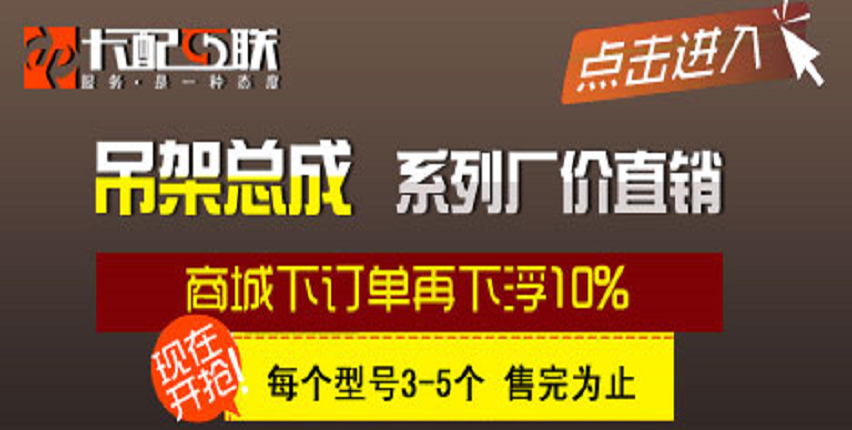 卡配互联
服务·是一种态度
点击进入
吊架总成 系列厂价直销
商城下订单再下浮10%
现在
开抢!
每个型号3-5个 售完为止